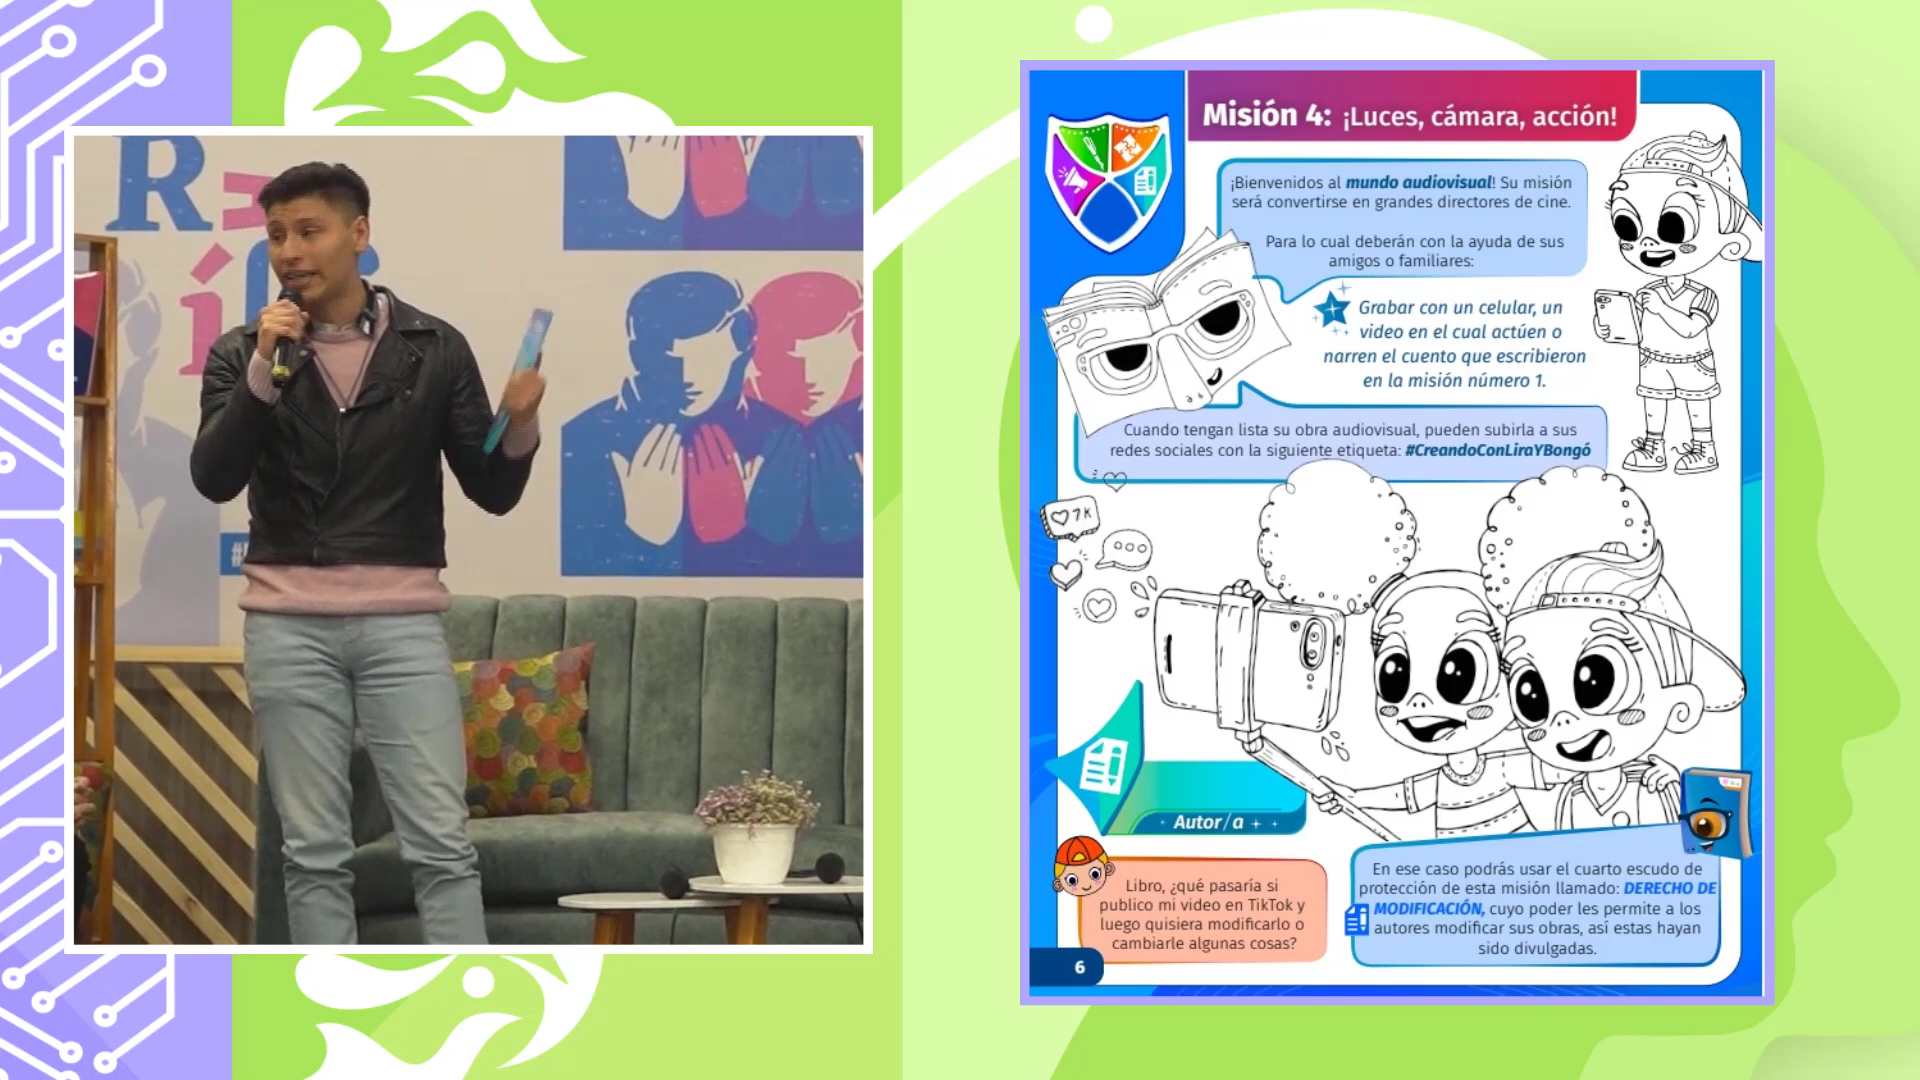 R
í
#
Misión 4: ¡Luces, cámara, acción!
¡Bienvenidos al mundo audiovisual! Su misión
será convertirse en grandes directores de cine.
Para lo cual deberán con la ayuda de sus
amigos o familiares:
Grabar con un celular, un
video en el cual actúen o
narren el cuento que escribieron
en la misión número 1.
Cuando tengan lista su obra audiovisual, pueden subirla a sus
redes sociales con la siguiente etiqueta: #CreandoConLiraYBongó
7K
Autor/a
Libro, ¿qué pasaría si
publico mi video en TikTok y
luego quisiera modificarlo o
cambiarle algunas cosas?
En ese caso podrás usar el cuarto escudo de
protección de esta misión llamado: DERECHO DE
MODIFICACIÓN, cuyo poder les permite a los
autores modificar sus obras, así estas hayan
sido divulgadas.
6